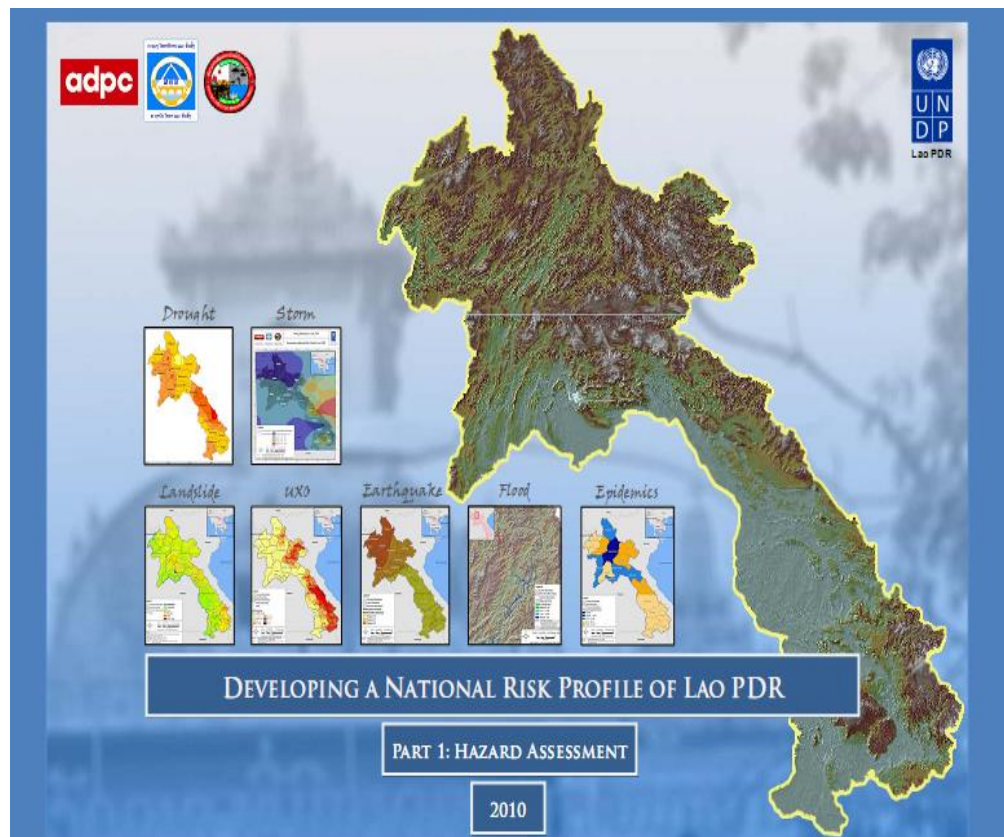 adpc
U N
D P
Lao PDR
Drought
Storm
Landslide
UXO
Earthquake
Flood
Epidemics
DEVELOPING A NATIONAL RISK PROFILE OF LAO PDR
PART 1: HAZARD ASSESSMENT
2010